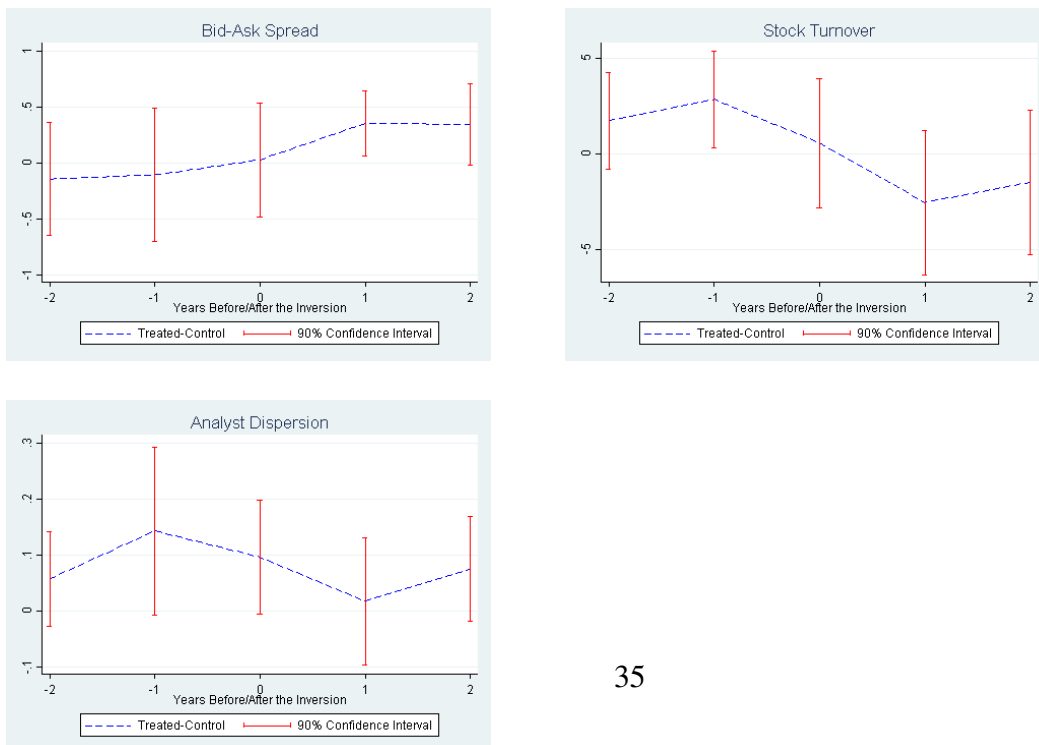 Bid-Ask Spread
1
.5
0
-.5
-1
-2 -1 0 1 2
Years Before/After the Inversion
Treated-Control 90% Confidence Interval
Stock Turnover
5
0
-5
-2 -1 0 1 2
Years Before/After the Inversion
Treated-Control 90% Confidence Interval
Analyst Dispersion
.3
.2
.1
0
-.1
-2 -1 0 1 2
Years Before/After the Inversion
Treated-Control 90% Confidence Interval
35